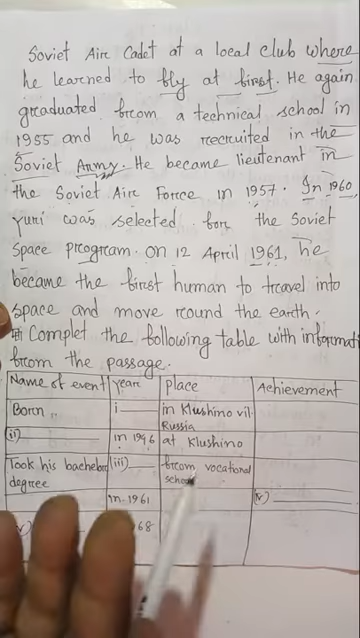 Soviet Air Cadet at a local club where
he learned to fly at first. He again
graduated from a technical school in
1955 and he was recruited in the
Soviet Army. He became lieutenant in
the Soviet Air Force in 1957. In 1960,
yuri was selected for the Soviet
space program. on 12 April 1961, he
became the first human to travel into
space and move round the earth.
Complet the following table with informati
from the passage.
Name of event year place Achievement
Born i in Klushino vil
Russia
(ii) in 1946 at Klushino
Took his bachelor (iii) from vocational
degree school
in 1961 iv)
v) 68